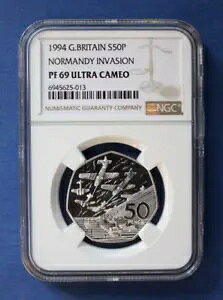 1994 G.BRITAIN S50P
NORMANDY INVASION
PF 69 ULTRA CAMEO
6945625-013
NUMISMATIC GUARANTY COMPANY
NGC
50